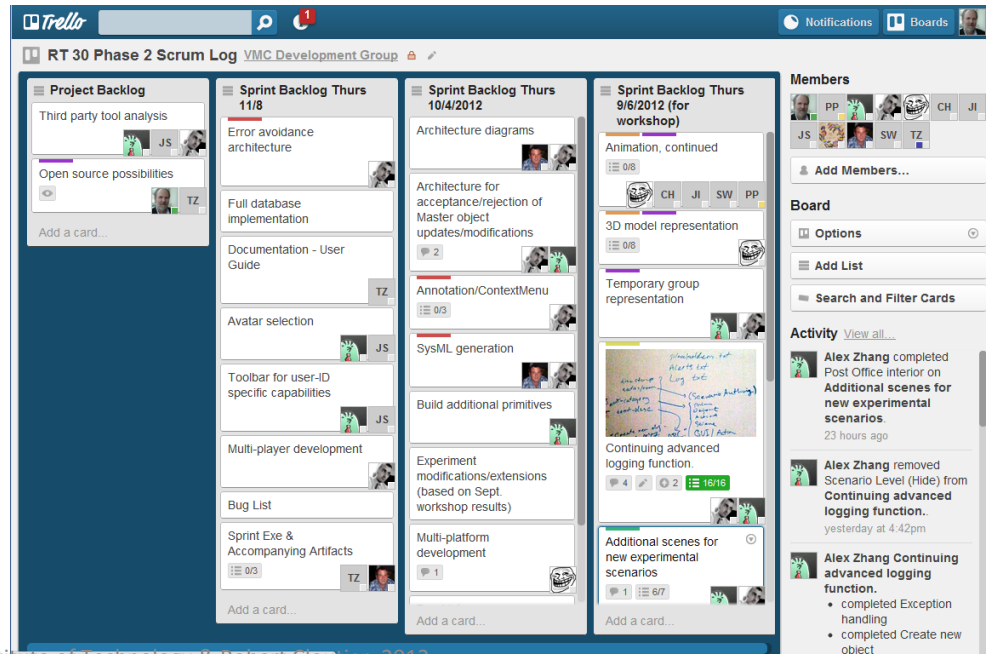 Trello
1
Notifications
Boards
RT 30 Phase 2 Scrum Log VMC Development Group
Project Backlog
Third party tool analysis
JS
Open source possibilities
TZ
Add a card...
Sprint Backlog Thurs
11/8
Error avoidance
architecture
Full database
implementation
Documentation - User
Guide
TZ
Avatar selection
JS
Toolbar for user-ID
specific capabilities
JS
Multi-player development
Bug List
Sprint Exe &
Accompanying Artifacts
0/3
TZ
Add a card...
Sprint Backlog Thurs
10/4/2012
Architecture diagrams
Architecture for
acceptance/rejection of
Master object
updates/modifications
2
Annotation/ContextMenu
0/3
SysML generation
Build additional primitives
Experiment
modifications/extensions
(based on Sept.
workshop results)
Multi-platform
development
1
Add a card...
Sprint Backlog Thurs
9/6/2012 (for
workshop)
Animation, continued
0/8
CH JI SW PP
3D model representation
0/8
Temporary group
representation
Alerts txt
Log txt
Continuing advanced
logging function.
4 2 16/16
Additional scenes for
new experimental
scenarios
1 6/7
Add a card...
Members
PP CH JI
JS SW TZ
Add Members...
Board
Options
Add List
Search and Filter Cards
Activity View all...
Alex Zhang completed
Post Office interior on
Additional scenes for
new experimental
scenarios.
23 hours ago
Alex Zhang removed
Scenario Level (Hide) from
Continuing advanced
logging function..
yesterday at 4:42pm
Alex Zhang Continuing
advanced logging
function.
• completed Exception
handling
• completed Create new
object